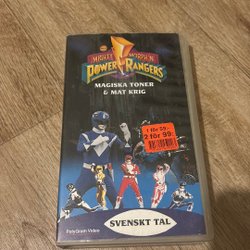 MIGHTY MORPHIN
POWER RANGERS
MAGISKA TONER
& MAT KRIG
1 för 59:-
2 för 99:-
SVENSKT TAL
PolyGram Video